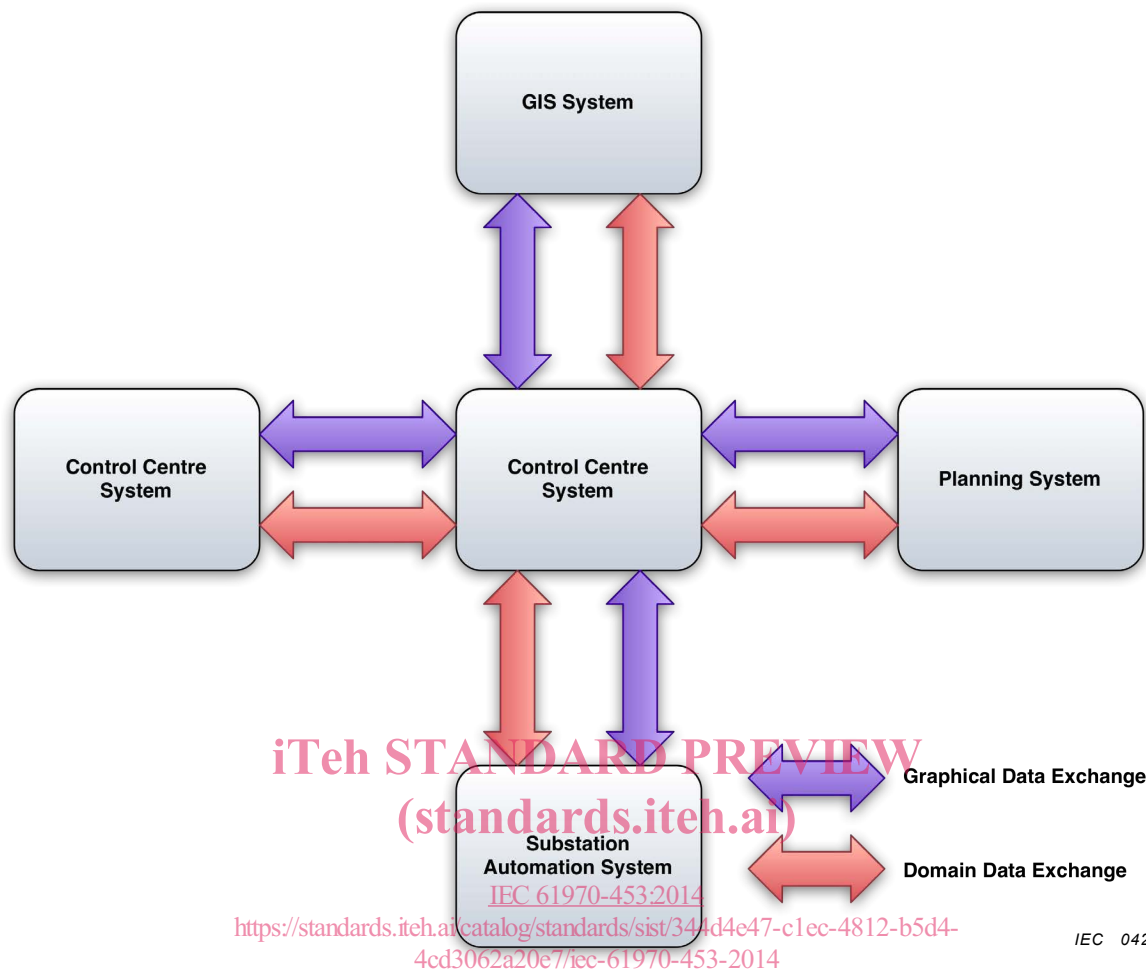 GIS System
Control Centre
System
Control Centre
System
Planning System
iTeh STANDARD PREVIEW
(standards.iteh.ai)
Graphical Data Exchange
Substation
Automation System
Domain Data Exchange
IEC 61970-453:2014
https://standards.iteh.ai/catalog/standards/sist/344d4e47-c1ec-4812-b5d4-
4cd3062a20e7/iec-61970-453-2014
IEC 042